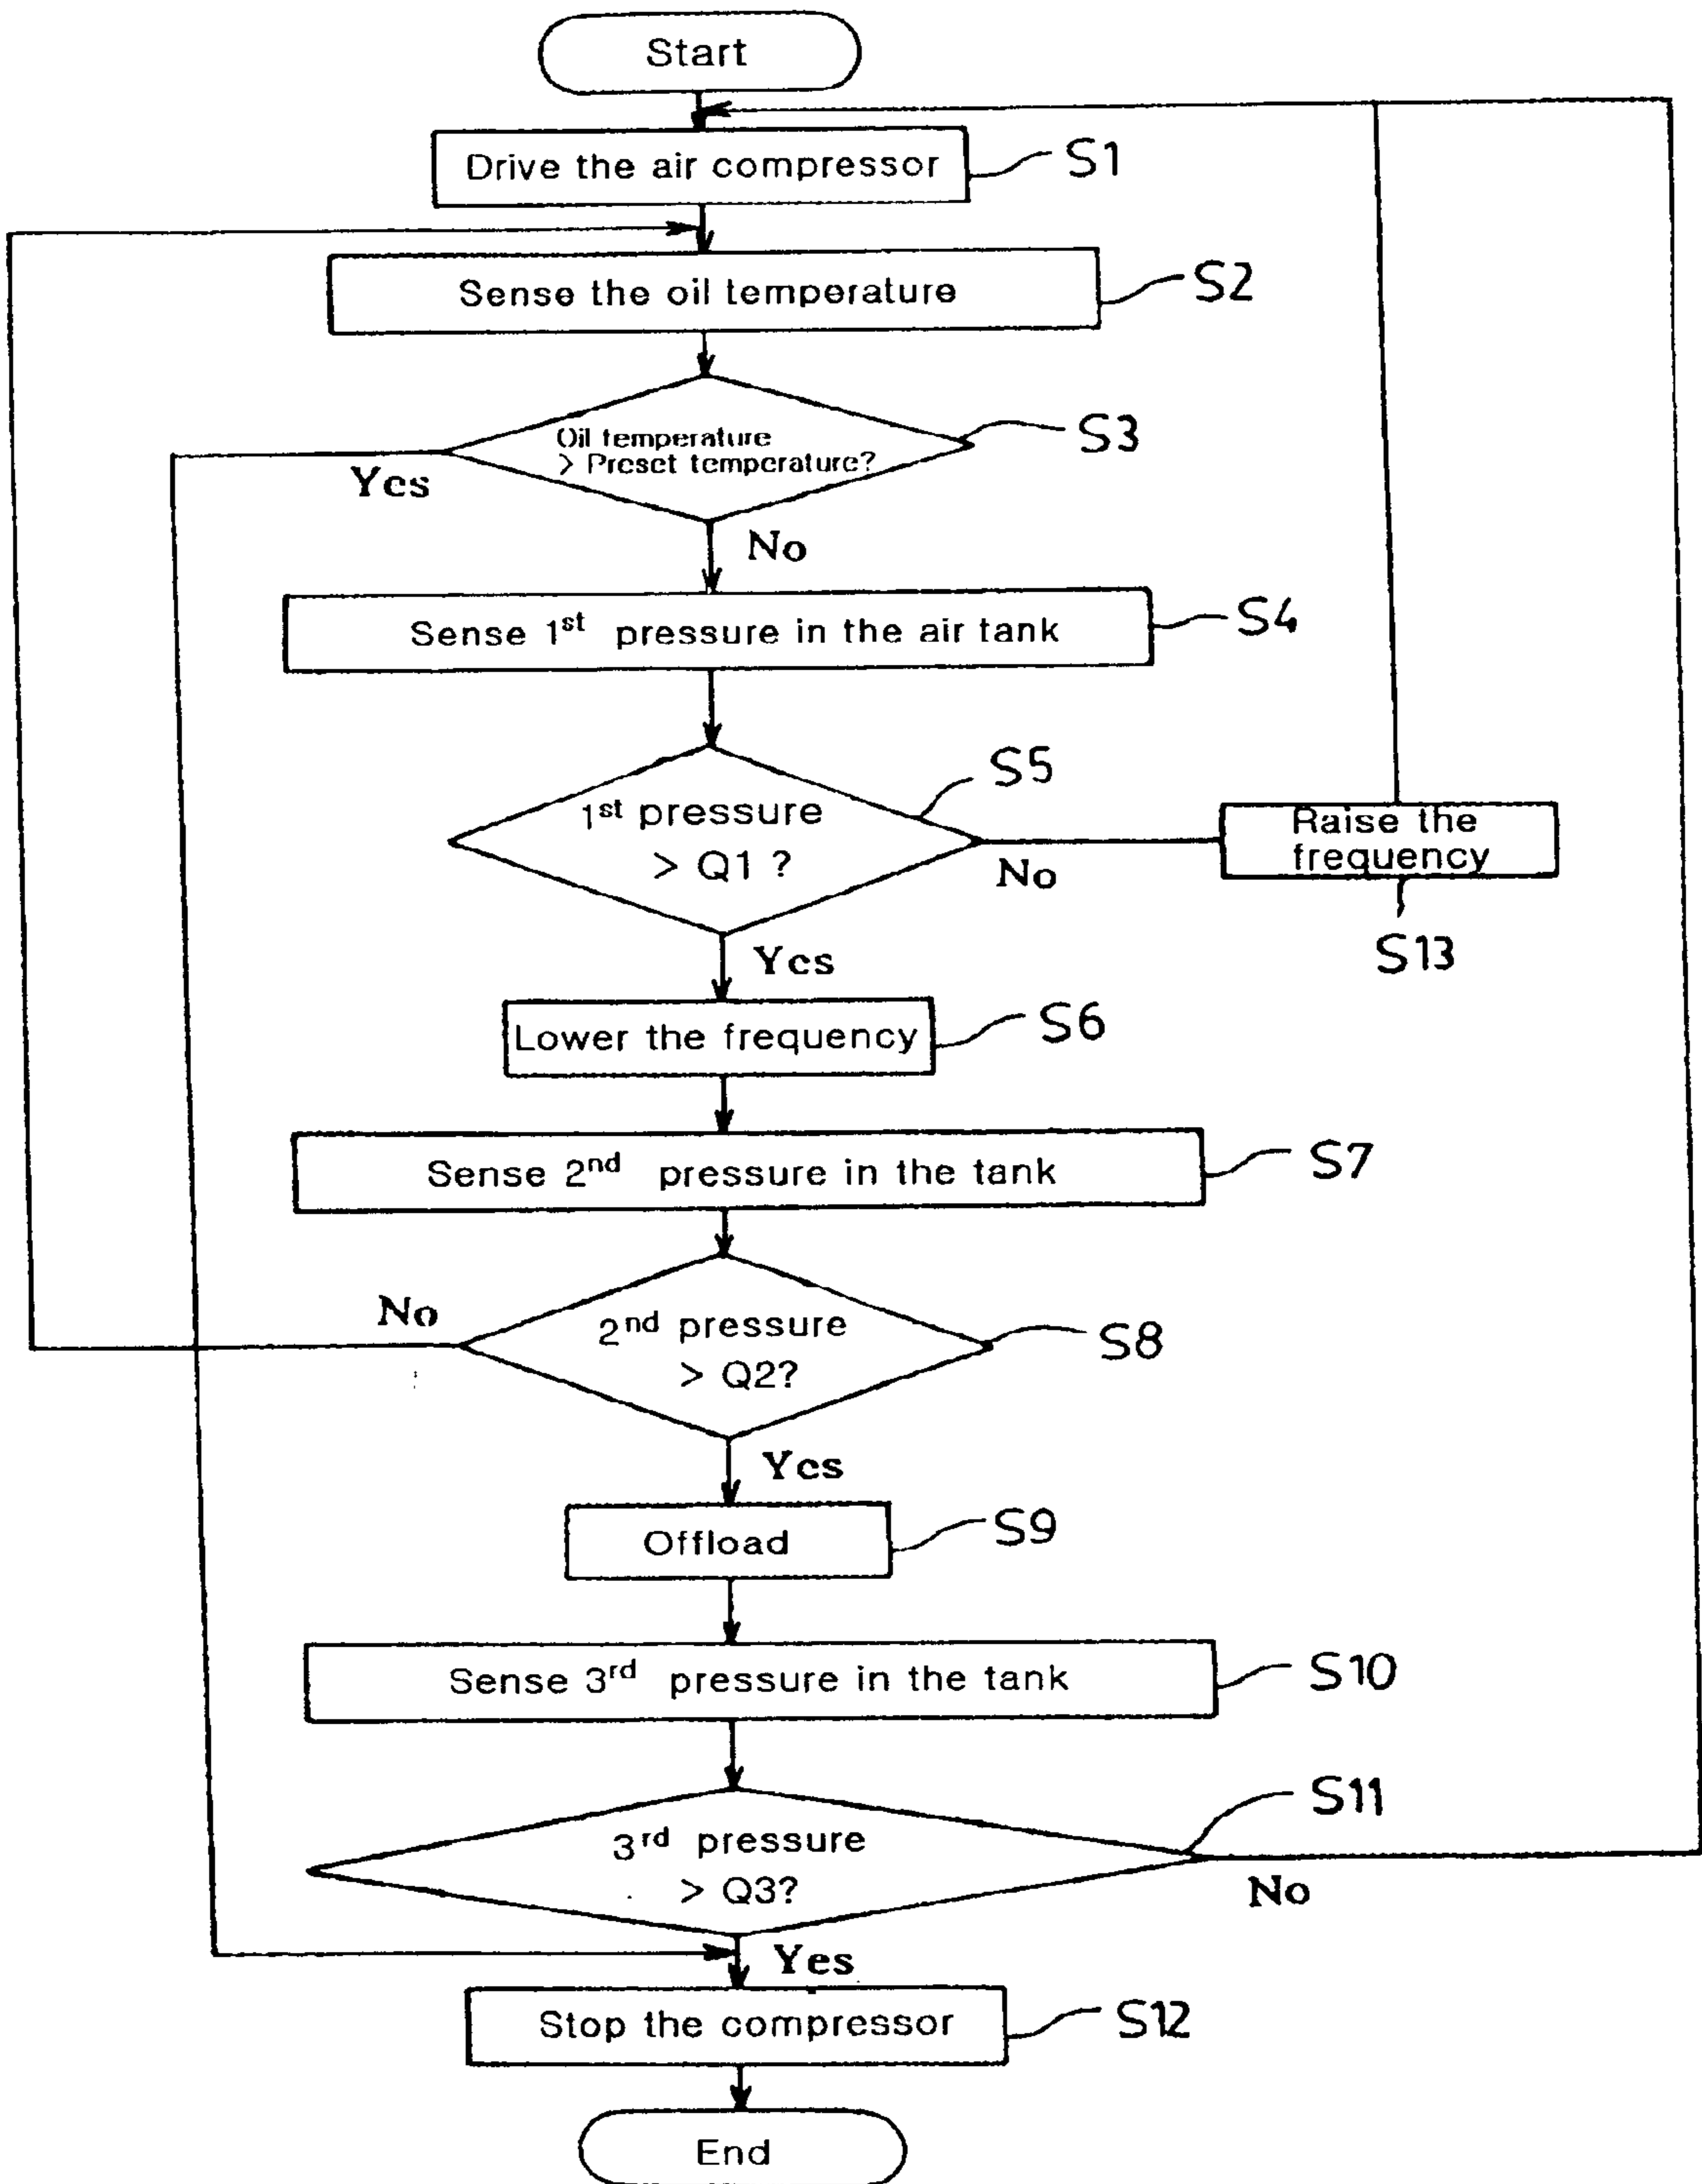 Start
Drive the air compressor
S1
Sense the oil temperature
S2
Oil temperature
> Preset temperature?
S3
Yes
No
Sense 1st pressure in the air tank
S4
1st pressure
> Q1 ?
S5
No
Raise the
frequency
S13
Yes
Lower the frequency
S6
Sense 2nd pressure in the tank
S7
No
2nd pressure
> Q2?
S8
Yes
Offload
S9
Sense 3rd pressure in the tank
S10
3rd pressure
> Q3?
S11
No
Yes
Stop the compressor
S12
End